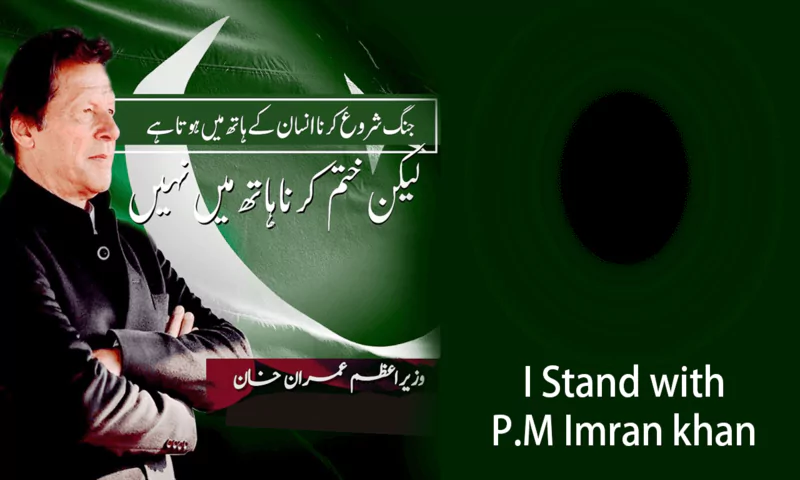 جنگ شروع کرنا انسان کے ہاتھ میں ہوتا ہے
لیکن ختم کرنا ہاتھ میں نہیں
وزیراعظم عمران خان
I Stand with
P.M Imran khan